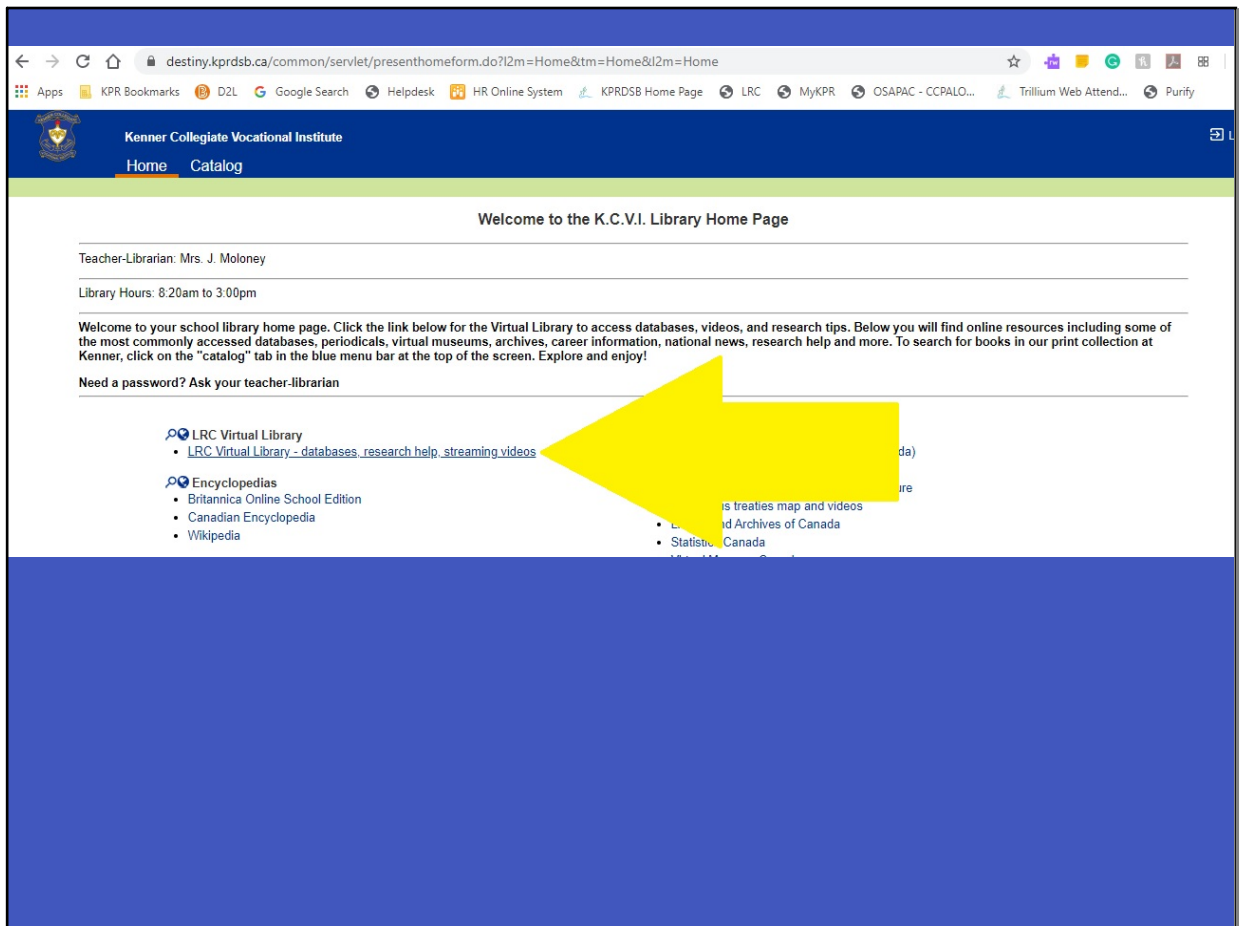 destiny.kprdsb.ca/common/servlet/presenthomeform.do?l2m=Home&tm=Home&l2m=Home
Apps KPR Bookmarks D2L Google Search Helpdesk HR Online System KPRDSB Home Page LRC MyKPR OSAPAC - CCPALO... Trillium Web Attend... Purify
Kenner Collegiate Vocational Institute
Home Catalog
Welcome to the K.C.V.I. Library Home Page
Teacher-Librarian: Mrs. J. Moloney
Library Hours: 8:20am to 3:00pm
Welcome to your school library home page. Click the link below for the Virtual Library to access databases, videos, and research tips. Below you will find online resources including some of
the most commonly accessed databases, periodicals, virtual museums, archives, career information, national news, research help and more. To search for books in our print collection at
Kenner, click on the "catalog" tab in the blue menu bar at the top of the screen. Explore and enjoy!
Need a password? Ask your teacher-librarian
LRC Virtual Library
• LRC Virtual Library - databases, research help, streaming videos
Encyclopedias
• Britannica Online School Edition
• Canadian Encyclopedia
• Wikipedia
treaties map and videos
Archives of Canada
Canada